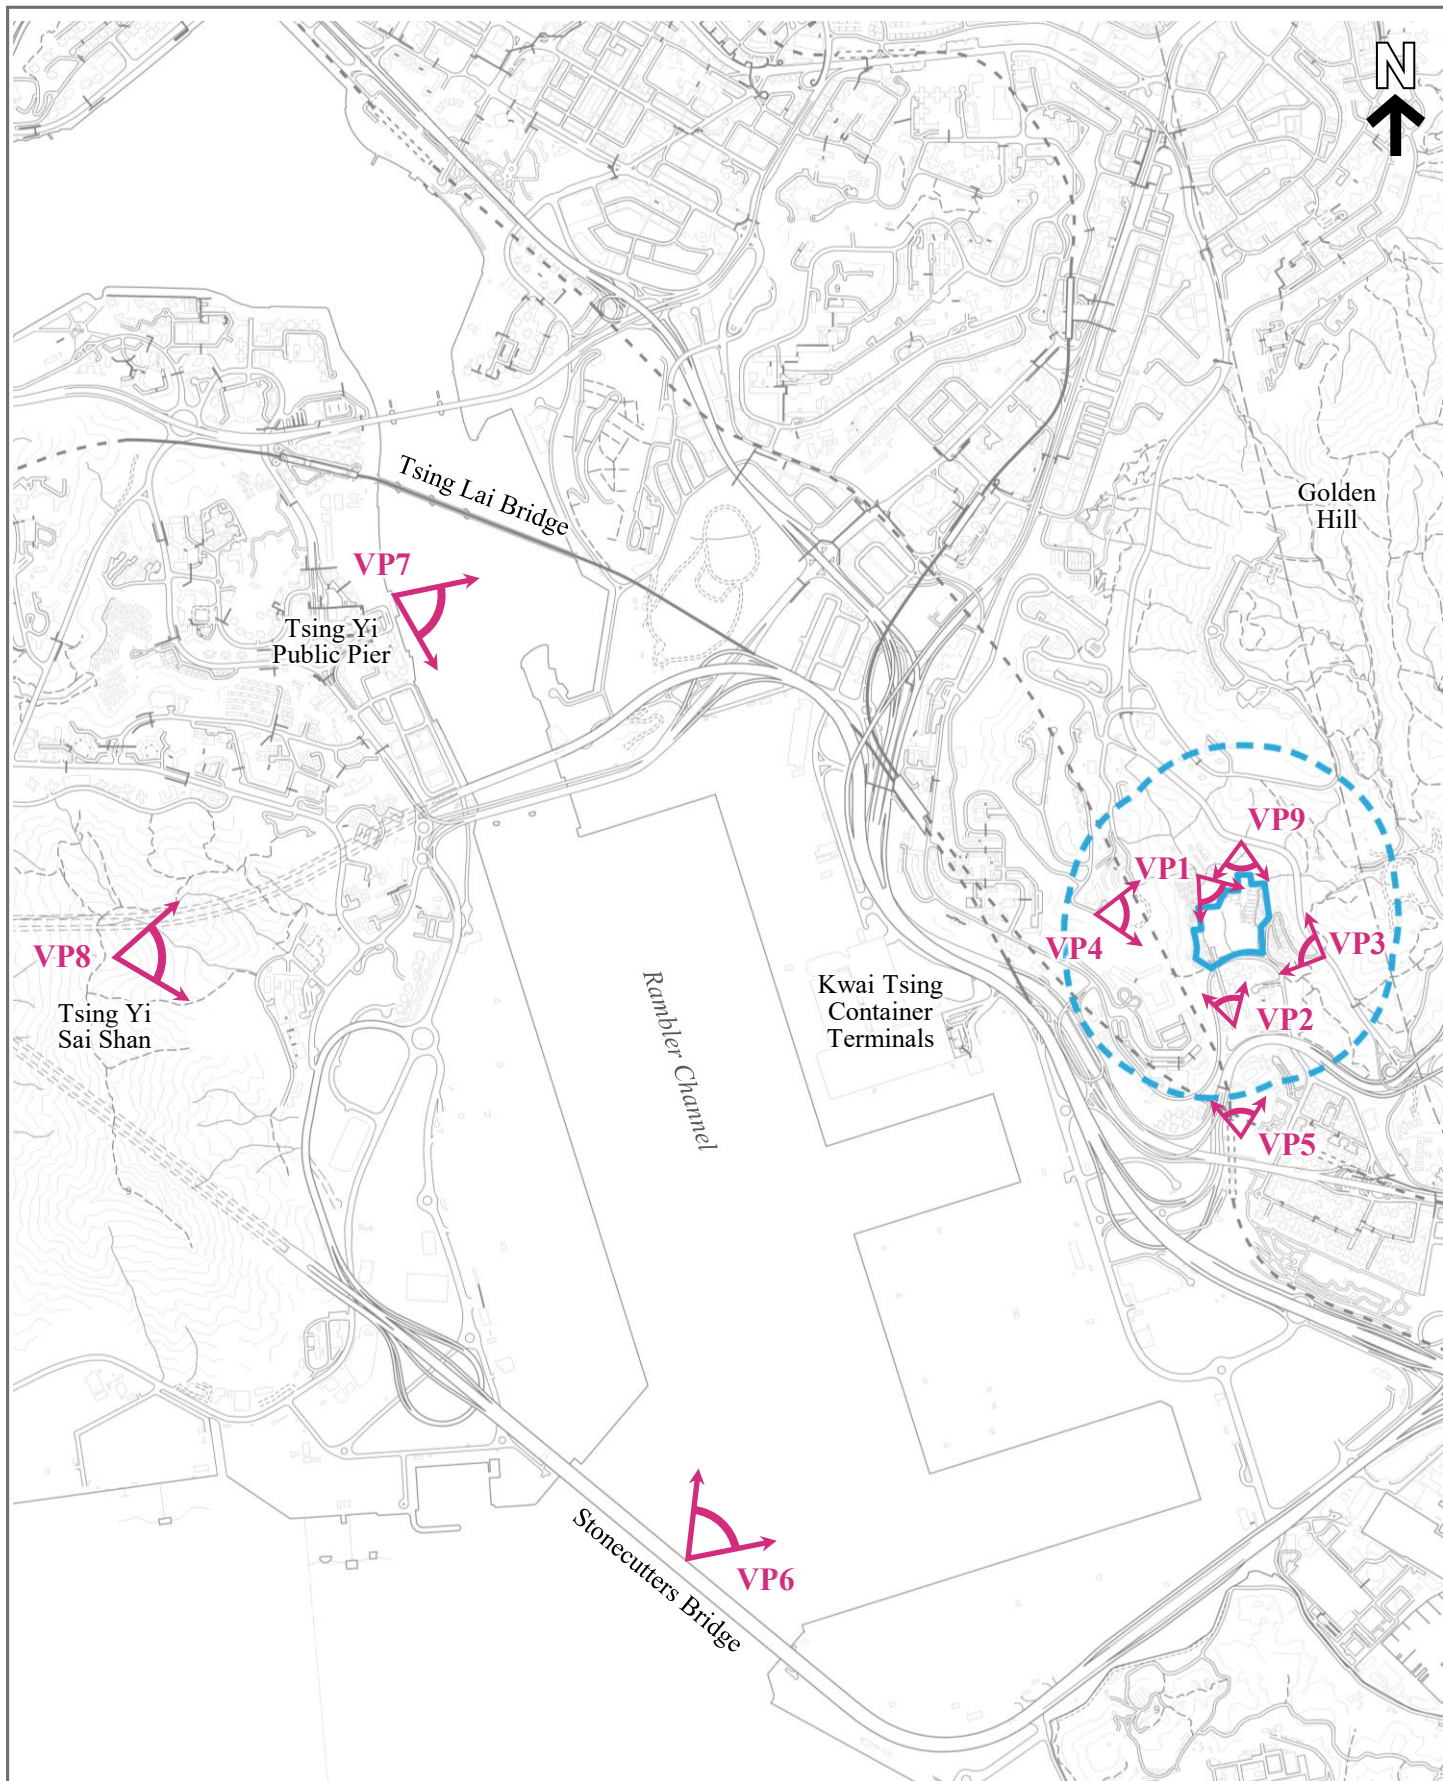 N
Tsing Lai Bridge
Golden
Hill
VP7
Tsing Yi
Public Pier
VP9
VP1
VP4
VP3
VP8
Tsing Yi
Sai Shan
Rambler Channel
Kwai Tsing
Container
Terminals
VP2
VP5
Stonecutters Bridge
VP6